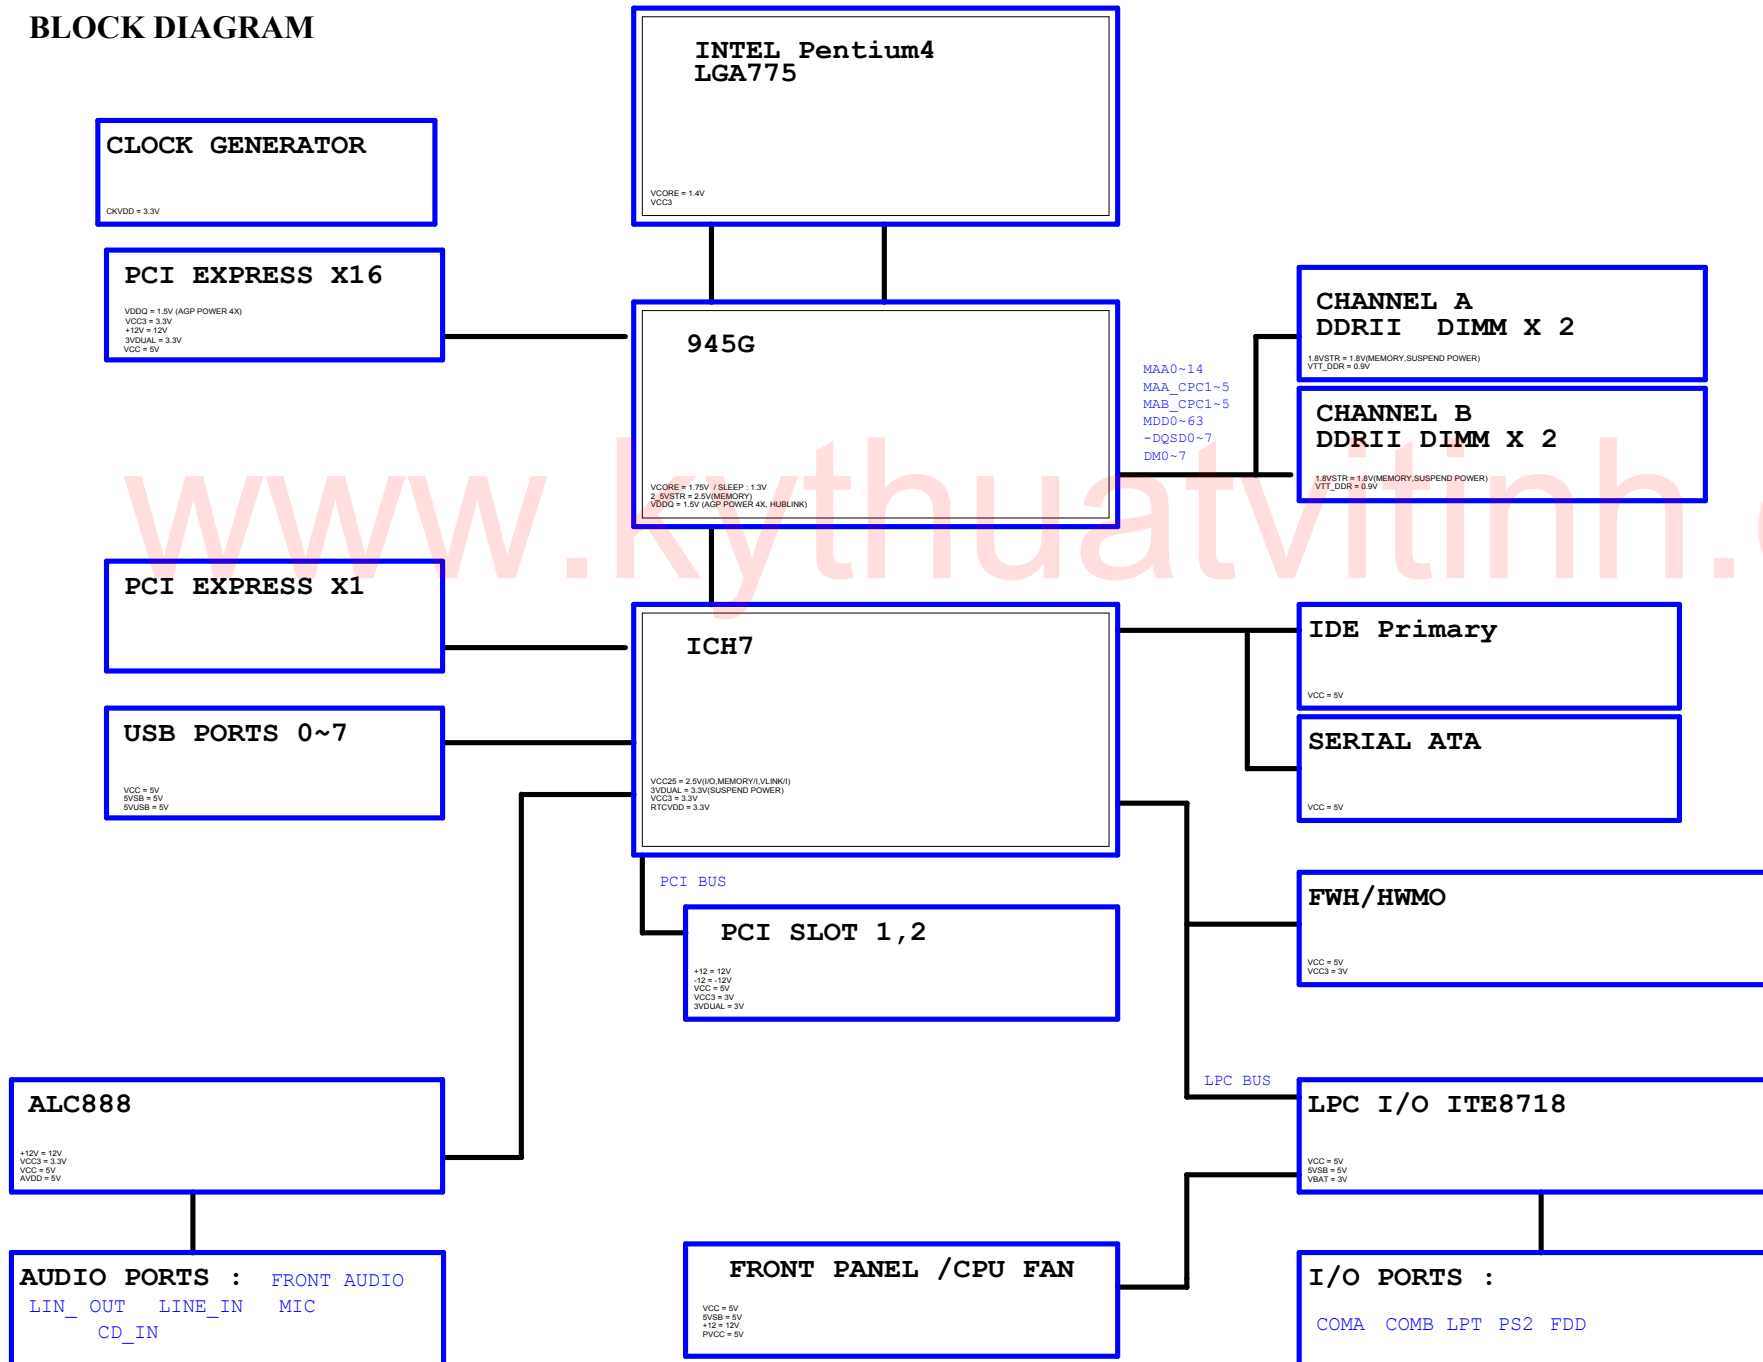 BLOCK DIAGRAM
INTEL Pentium4
LGA775
VCORE = 1.4V
VCC3
CLOCK GENERATOR
CKVDD = 3.3V
PCI EXPRESS X16
VDDQ = 1.5V (AGP POWER 4X)
VCC3 = 3.3V
+12V = 12V
3VDUAL = 3.3V
VCC = 5V
945G
VCORE = 1.75V / SLEEP : 1.3V
2_5VSTR = 2.5V(MEMORY)
VDDQ = 1.5V (AGP POWER 4X, HUBLINK)
MAA0~14
MAA_CPC1~5
MAB_CPC1~5
MDD0~63
-DQSD0~7
DM0~7
CHANNEL A
DDRII DIMM X 2
1.8VSTR = 1.8V(MEMORY,SUSPEND POWER)
VTT_DDR = 0.9V
CHANNEL B
DDRII DIMM X 2
1.8VSTR = 1.8V(MEMORY,SUSPEND POWER)
VTT_DDR = 0.9V
www.kythuatvitinh.
PCI EXPRESS X1
USB PORTS 0~7
VCC = 5V
5VSB = 5V
5VUSB = 5V
ICH7
VCC25 = 2.5V(I/O,MEMORY/I,VLINK/I)
3VDUAL = 3.3V(SUSPEND POWER)
VCC3 = 3.3V
RTCVDD = 3.3V
IDE Primary
VCC = 5V
SERIAL ATA
VCC = 5V
PCI BUS
PCI SLOT 1,2
+12 = 12V
-12 = -12V
VCC = 5V
VCC3 = 3V
3VDUAL = 3V
FWH/HWMO
VCC = 5V
VCC3 = 3V
LPC BUS
LPC I/O ITE8718
VCC = 5V
5VSB = 5V
VBAT = 3V
ALC888
+12V = 12V
VCC3 = 3.3V
VCC = 5V
AVDD = 5V
AUDIO PORTS : FRONT AUDIO
LIN_ OUT LINE_IN MIC
CD_IN
FRONT PANEL /CPU FAN
VCC = 5V
5VSB = 5V
+12 = 12V
PVCC = 5V
I/O PORTS :
COMA COMB LPT PS2 FDD